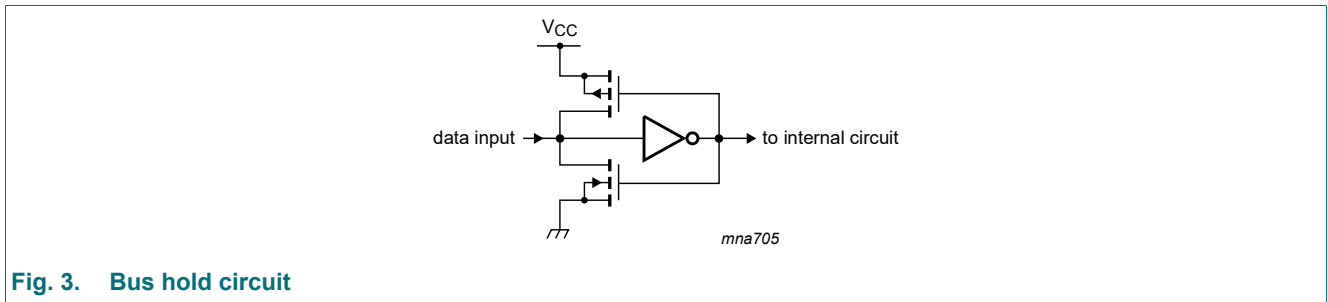 VCC
data input
to internal circuit
mna705
Fig. 3. Bus hold circuit